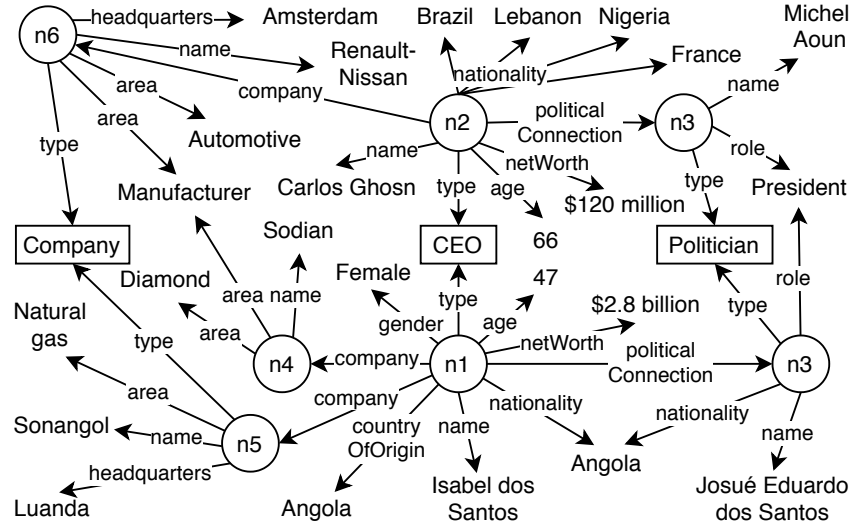 n6
headquarters
Amsterdam
Brazil
Lebanon
Nigeria
Michel
Aoun
name
Renault-
Nissan
nationality
France
name
company
area
area
Automotive
n2
political
Connection
n3
role
type
name
netWorth
Manufacturer
Carlos Ghosn
type
age
$120 million
type
President
Company
Sodian
CEO
66
Politician
Diamond
Female
47
area
name
type
$2.8 billion
role
Natural
gas
area
gender
age
netWorth
type
type
n4
company
n1
political
Connection
n3
area
company
nationality
nationality
Sonangol
name
n5
country
OfOrigin
name
name
headquarters
Angola
Luanda
Angola
Isabel dos
Santos
Josué Eduardo
dos Santos